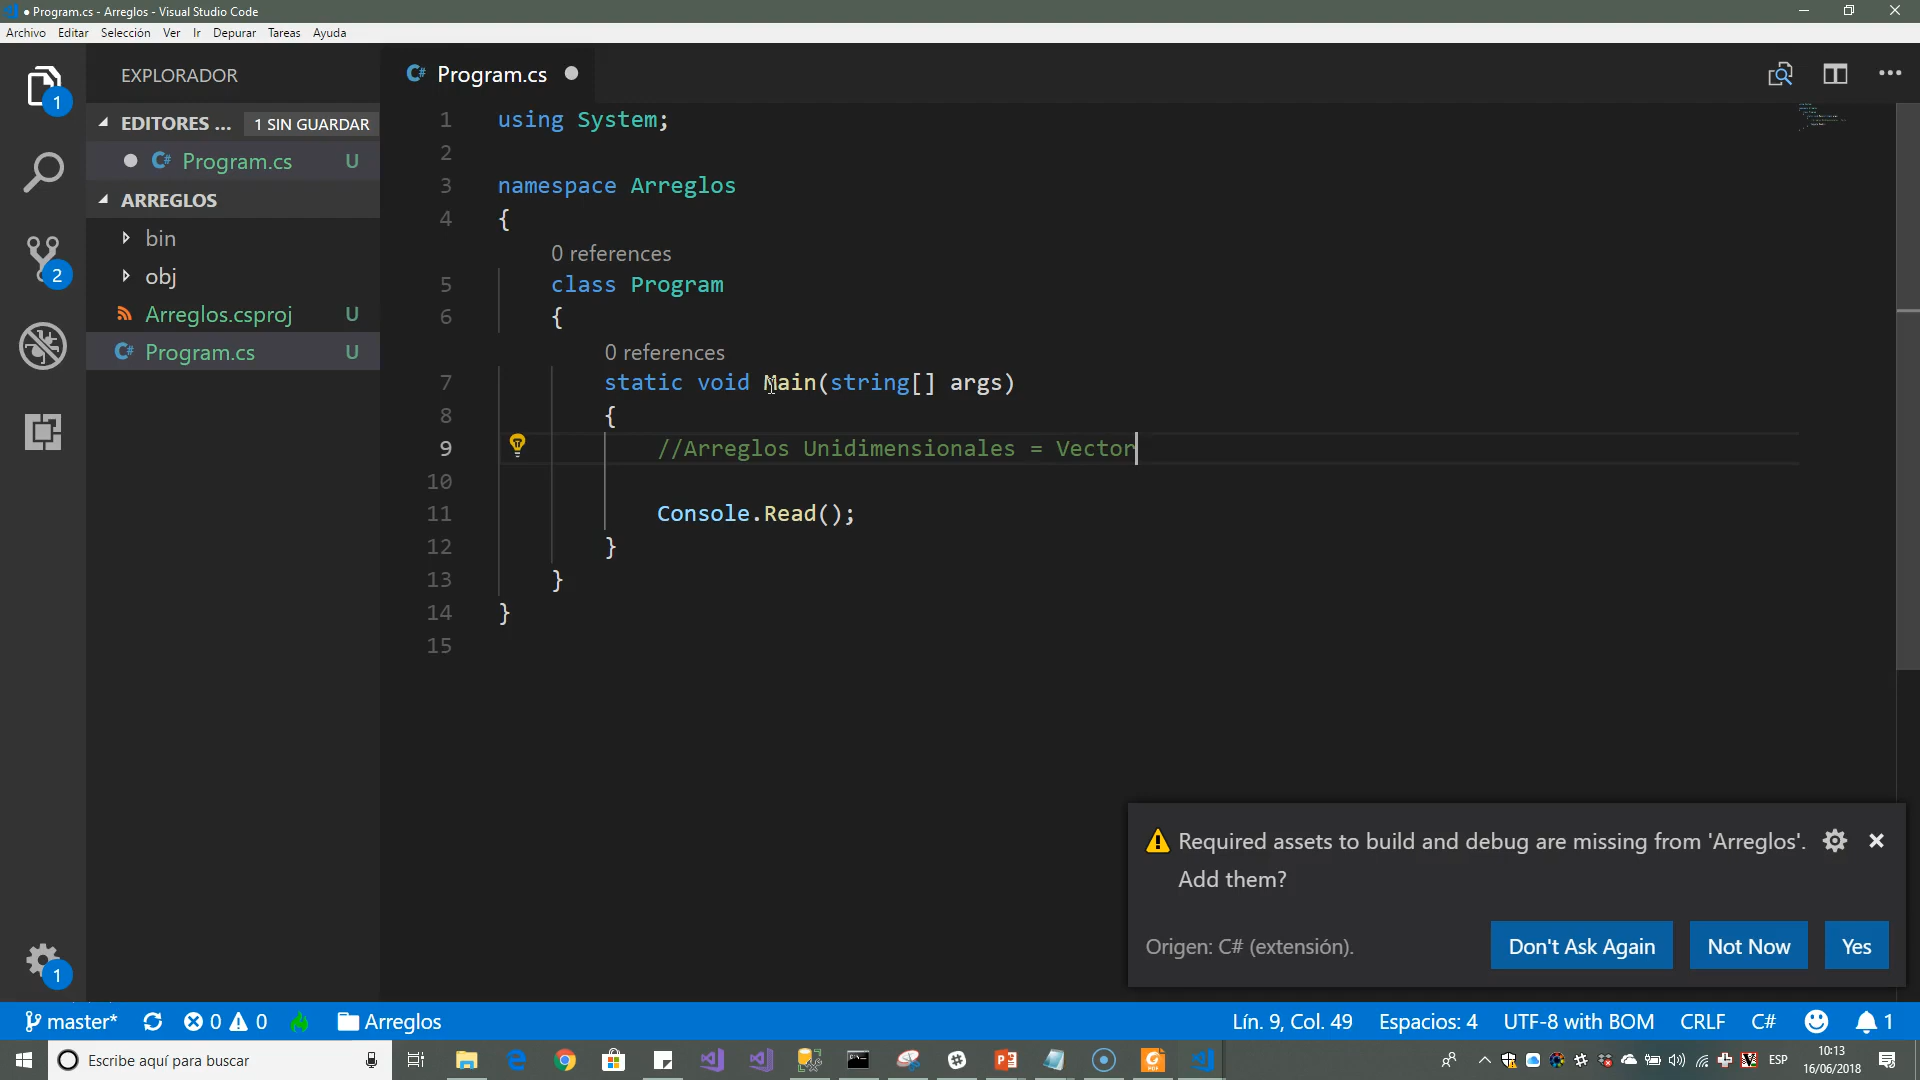 Program.cs - Arreglos - Visual Studio Code
Archivo Editar Selección Ver Ir Depurar Tareas Ayuda
EXPLORADOR
EDITORES ... 1 SIN GUARDAR
C# Program.cs U
ARREGLOS
bin
obj
Arreglos.csproj U
C# Program.cs U
1
2
1
C# Program.cs
1 using System;
2
3 namespace Arreglos
4 {
0 references
5 class Program
6 {
0 references
7 static void Main(string[] args)
8 {
9 //Arreglos Unidimensionales = Vector
10
11 Console.Read();
12 }
13 }
14 }
15
Required assets to build and debug are missing from 'Arreglos'.
Add them?
Origen: C# (extensión). Don't Ask Again Not Now Yes
master* 0 0 Arreglos Lín. 9, Col. 49 Espacios: 4 UTF-8 with BOM CRLF C# 1
Escribe aquí para buscar
ESP
10:13
16/06/2018